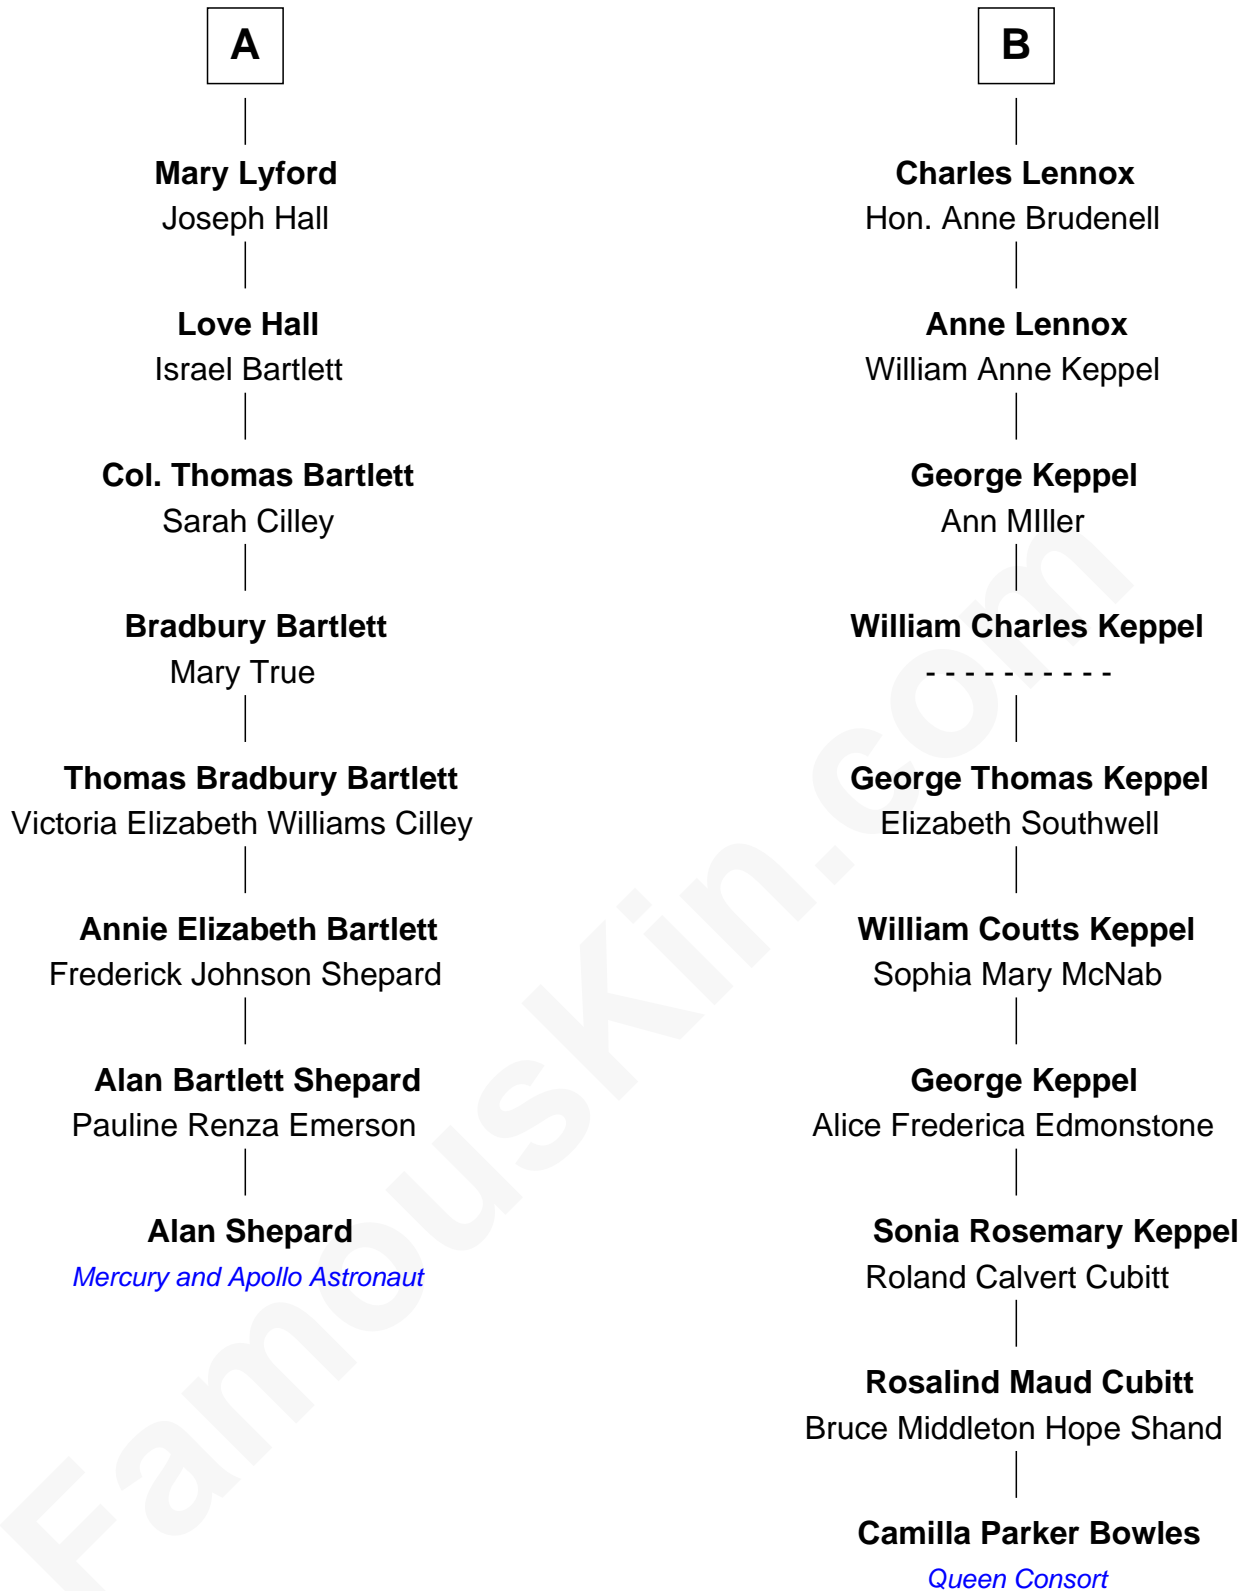 A
Mary Lyford
Joseph Hall
Love Hall
Israel Bartlett
Col. Thomas Bartlett
Sarah Cilley
Bradbury Bartlett
Mary True
Thomas Bradbury Bartlett
Victoria Elizabeth Williams Cilley
Annie Elizabeth Bartlett
Frederick Johnson Shepard
Alan Bartlett Shepard
Pauline Renza Emerson
Alan Shepard
Mercury and Apollo Astronaut
B
Charles Lennox
Hon. Anne Brudenell
Anne Lennox
William Anne Keppel
George Keppel
Ann MIller
William Charles Keppel
- - - - - - - - - -
George Thomas Keppel
Elizabeth Southwell
William Coutts Keppel
Sophia Mary McNab
George Keppel
Alice Frederica Edmonstone
Sonia Rosemary Keppel
Roland Calvert Cubitt
Rosalind Maud Cubitt
Bruce Middleton Hope Shand
Camilla Parker Bowles
Queen Consort
FamousKin.com